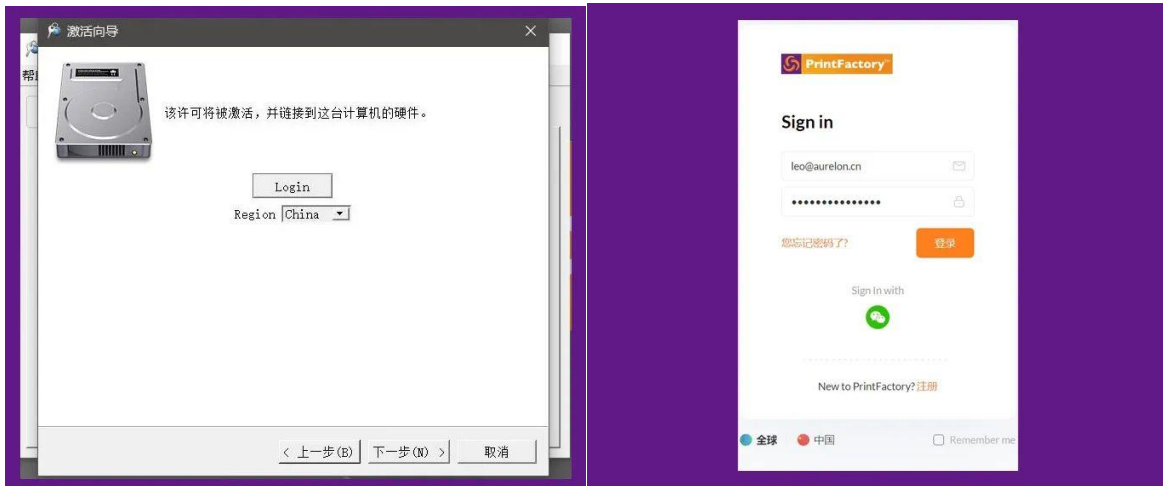 激活向导
帮
该许可将被激活，并链接到这台计算机的硬件。
Login
Region China
< 上一步(B)
下一步(N) >
取消
PrintFactory
Sign in
leo@aurelon.cn
•••••••••••••••
您忘记密码了?
登录
Sign In with
New to PrintFactory? 注册
全球
中国
Remember me